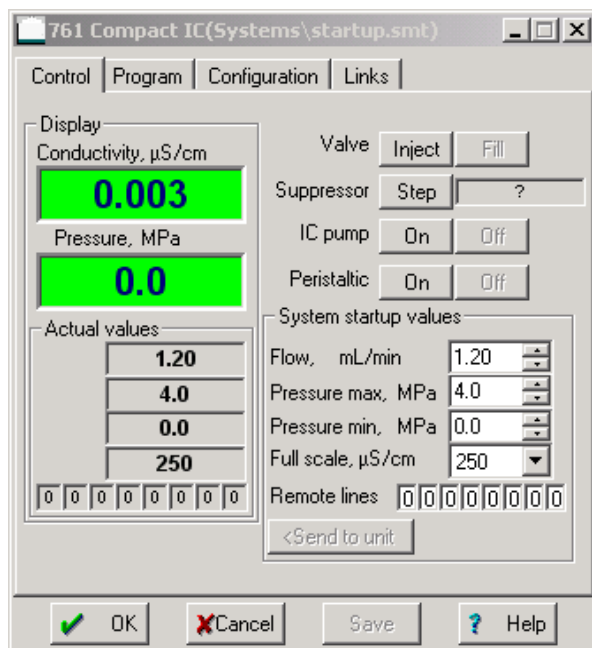 761 Compact IC(Systems\startup.smt)
Control Program Configuration Links
Display
Conductivity, µS/cm
0.003
Pressure, MPa
0.0
Actual values
1.20
4.0
0.0
250
0 0 0 0 0 0 0 0
Valve Inject Fill
Suppressor Step ?
IC pump On Off
Peristaltic On Off
System startup values
Flow, mL/min 1.20
Pressure max, MPa 4.0
Pressure min, MPa 0.0
Full scale, µS/cm 250
Remote lines 0 0 0 0 0 0 0 0
<Send to unit
OK Cancel Save ? Help